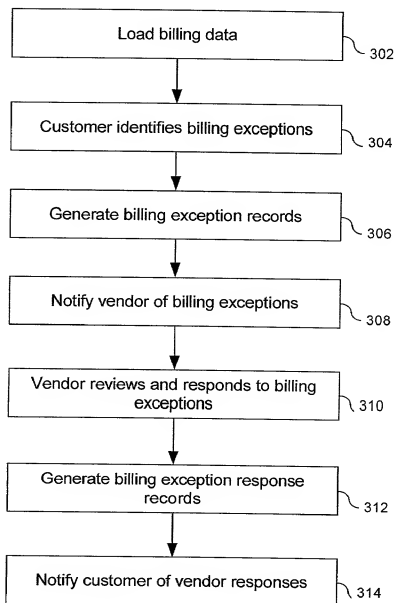 Load billing data
302
Customer identifies billing exceptions
304
Generate billing exception records
306
Notify vendor of billing exceptions
308
Vendor reviews and responds to billing
exceptions
310
Generate billing exception response
records
312
Notify customer of vendor responses
314